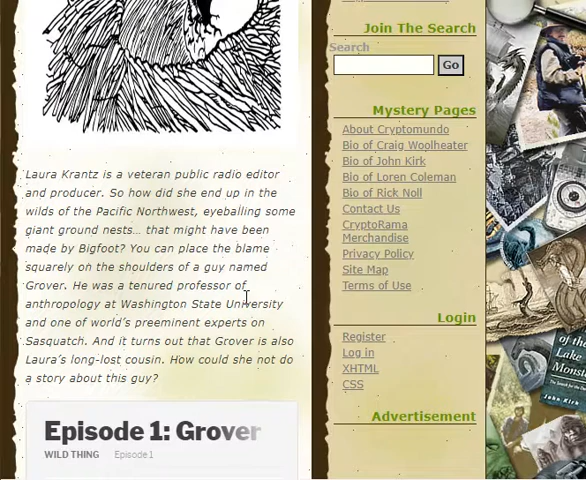 Join The Search
Search
Go
Mystery Pages
About Cryptomundo
Bio of Craig Woolheater
Bio of John Kirk
Bio of Loren Coleman
Bio of Rick Noll
Contact Us
CryptoRama
Merchandise
Privacy Policy
Site Map
Terms of Use
Login
Register
Log in
XHTML
CSS
Advertisement
Laura Krantz is a veteran public radio editor
and producer. So how did she end up in the
wilds of the Pacific Northwest, eyeballing some
giant ground nests… that might have been
made by Bigfoot? You can place the blame
squarely on the shoulders of a guy named
Grover. He was a tenured professor of
anthropology at Washington State University
and one of world's preeminent experts on
Sasquatch. And it turns out that Grover is also
Laura's long-lost cousin. How could she not do
a story about this guy?
Episode 1: Grover
WILD THING Episode 1
of the
Lake
Monst
John Kirk